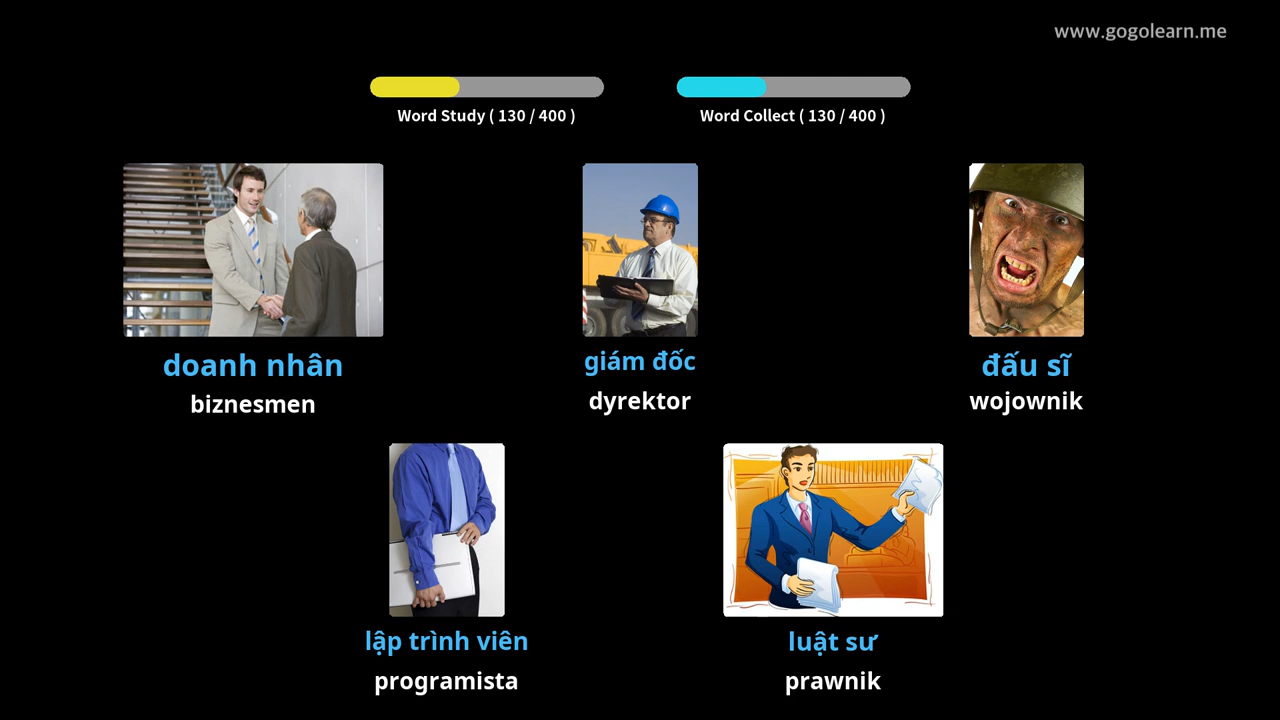 www.gogolearn.me
Word Study ( 130 / 400 )
Word Collect ( 130 / 400 )
doanh nhân
biznesmen
giám đốc
dyrektor
đấu sĩ
wojownik
lập trình viên
programista
luật sư
prawnik